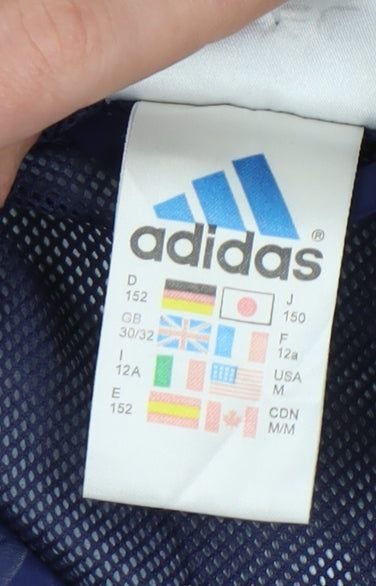 adidas®
D
152
J
150
GB
30/32
F
12a
I
12A
USA
M
E
152
CDN
M/M